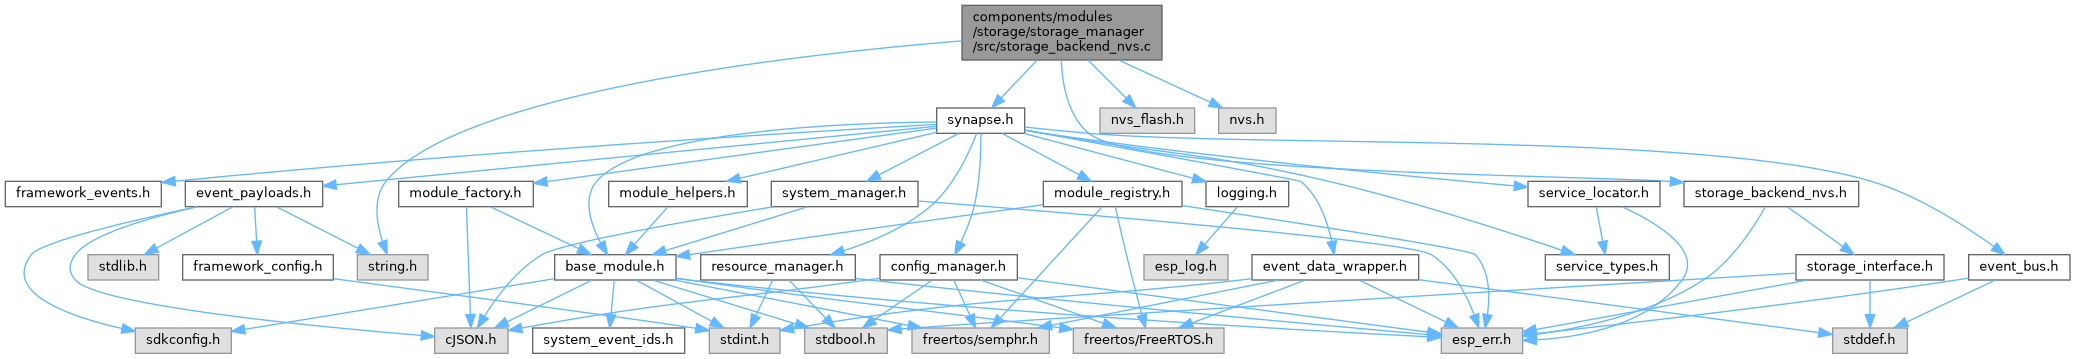 components/modules
/storage/storage_manager
/src/storage_backend_nvs.c
synapse.h
nvs_flash.h
nvs.h
framework_events.h
event_payloads.h
module_factory.h
module_helpers.h
system_manager.h
module_registry.h
logging.h
service_locator.h
storage_backend_nvs.h
stdlib.h
framework_config.h
string.h
base_module.h
resource_manager.h
config_manager.h
esp_log.h
event_data_wrapper.h
service_types.h
storage_interface.h
event_bus.h
sdkconfig.h
cJSON.h
system_event_ids.h
stdint.h
stdbool.h
freertos/semphr.h
freertos/FreeRTOS.h
esp_err.h
stddef.h